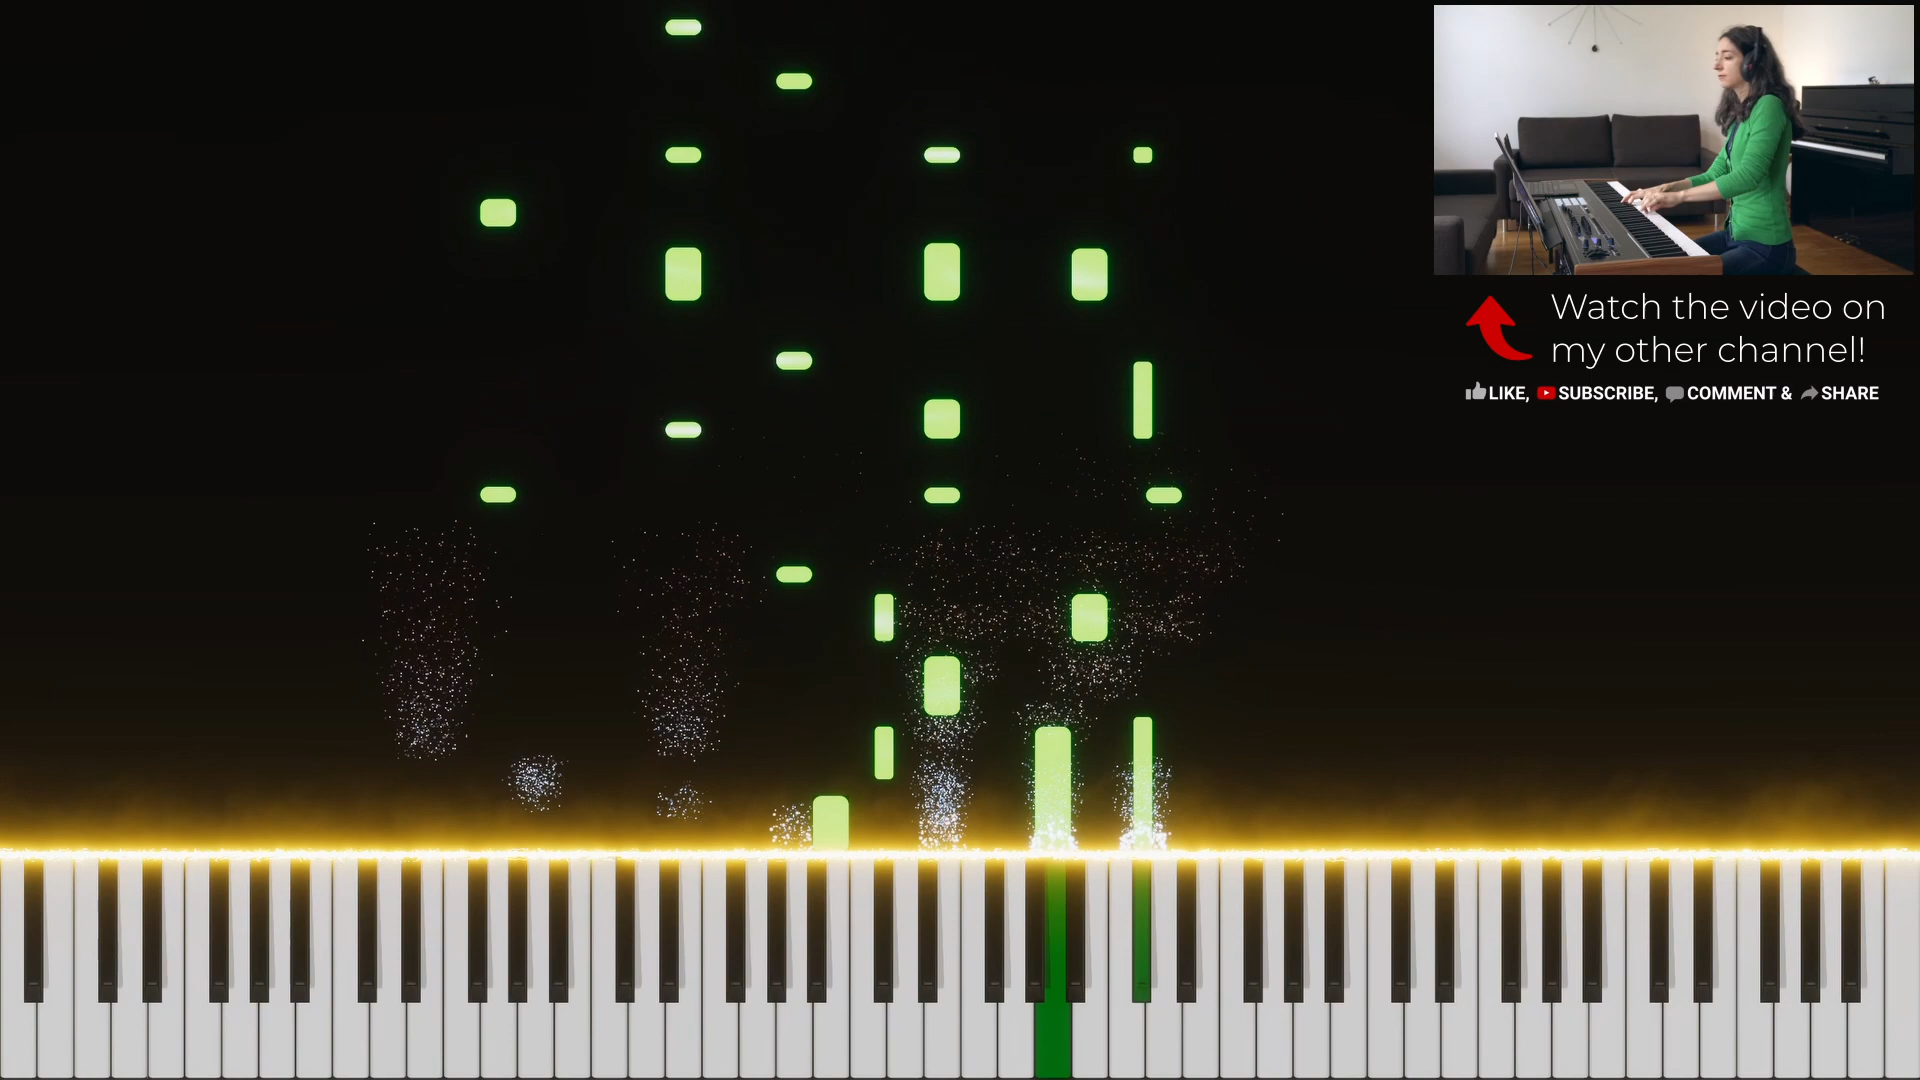 Watch the video on
my other channel!
LIKE, SUBSCRIBE, COMMENT & SHARE